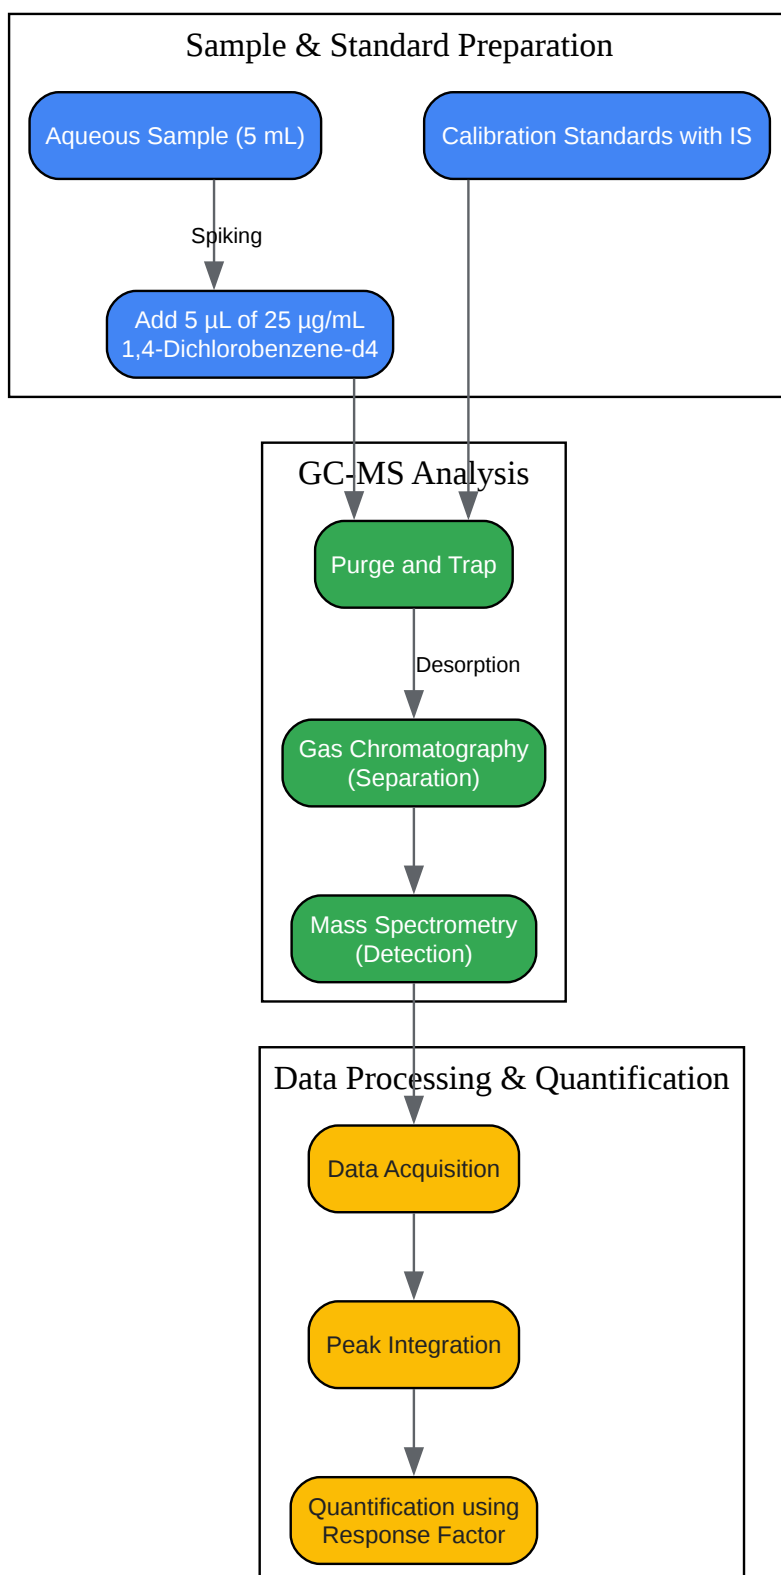 Sample & Standard Preparation
Aqueous Sample (5 mL)
Calibration Standards with IS
Spiking
Add 5 µL of 25 µg/mL
1,4-Dichlorobenzene-d4
GC-MS Analysis
Purge and Trap
Desorption
Gas Chromatography
(Separation)
Mass Spectrometry
(Detection)
Data Processing & Quantification
Data Acquisition
Peak Integration
Quantification using
Response Factor